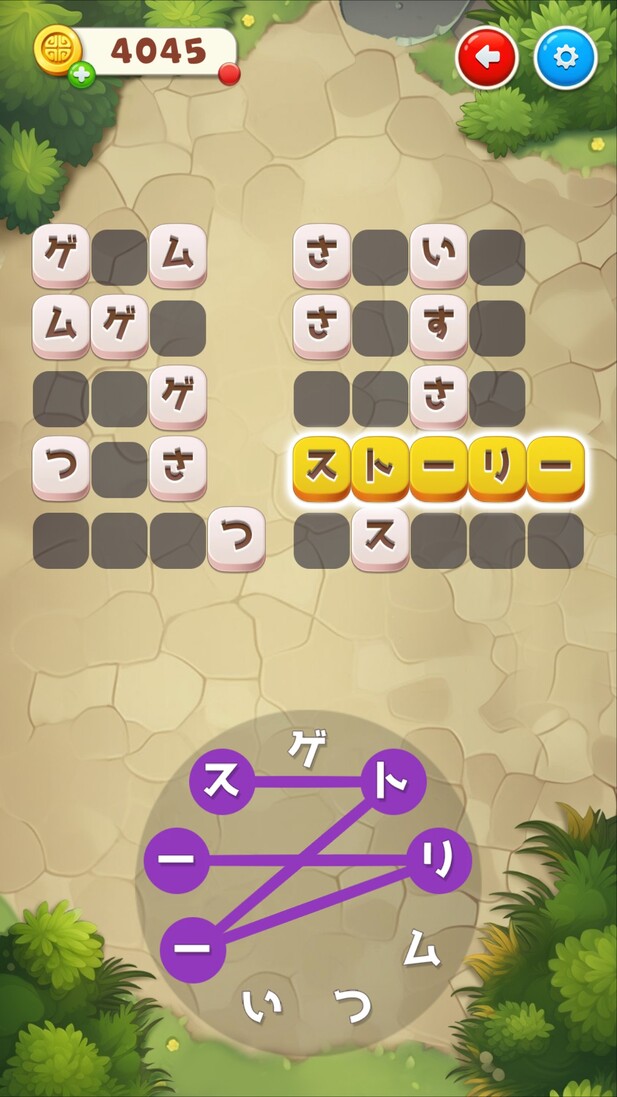 4045
ゲ ム
さ い
ムゲ
さ す
ゲ
さ
つ さ
ストーリー
つ
ス
ゲ
ス ト
ー リ
ー ム
い つ